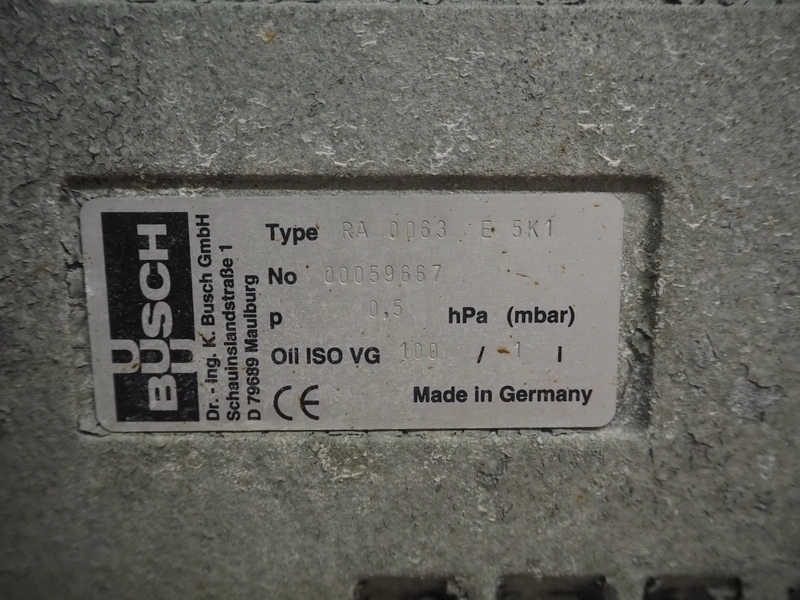 BUSCH
Dr. - Ing. K. Busch GmbH
Schauinslandstraße 1
D 79689 Maulburg
Type RA 0063 E 5K1
No 00059667
p 0,5 hPa (mbar)
Oil ISO VG 100 / 1 l
CE Made in Germany